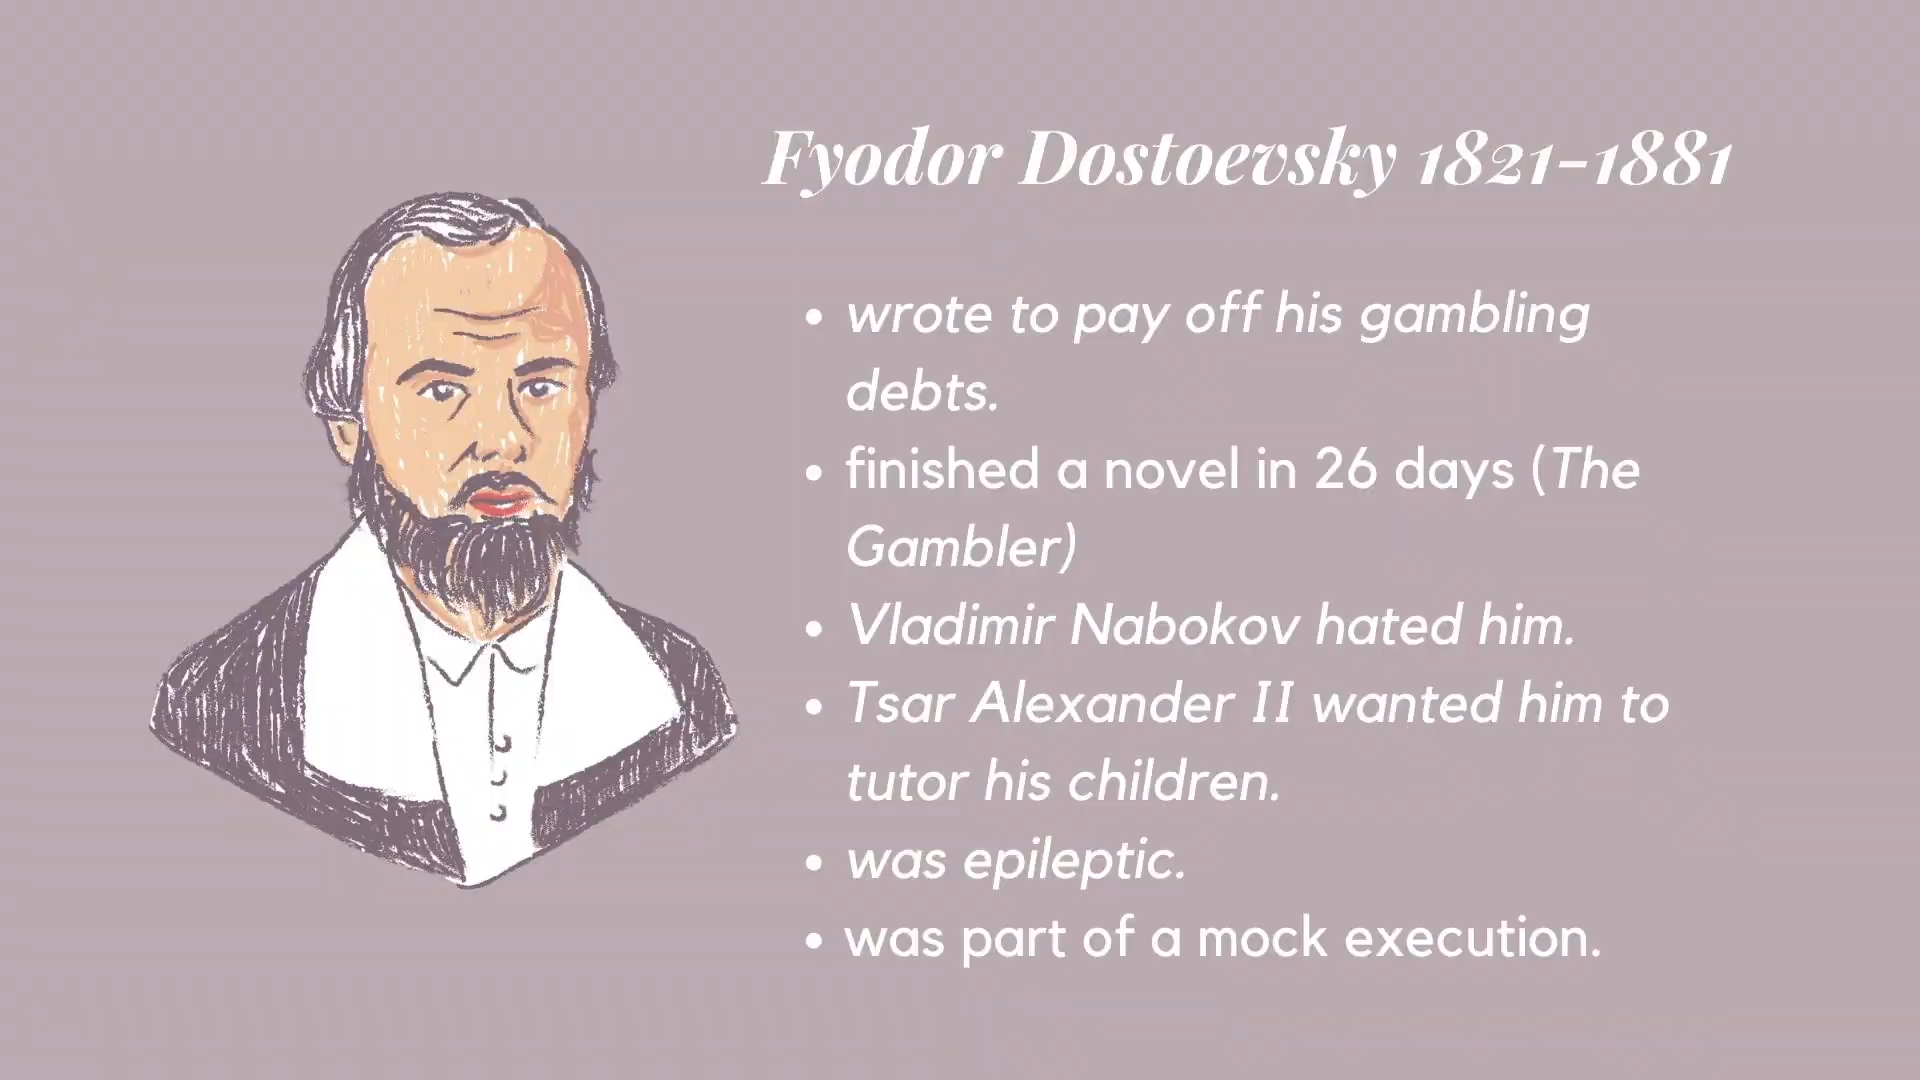 Fyodor Dostoevsky 1821-1881
• wrote to pay off his gambling
debts.
• finished a novel in 26 days (The
Gambler)
• Vladimir Nabokov hated him.
• Tsar Alexander II wanted him to
tutor his children.
• was epileptic.
• was part of a mock execution.